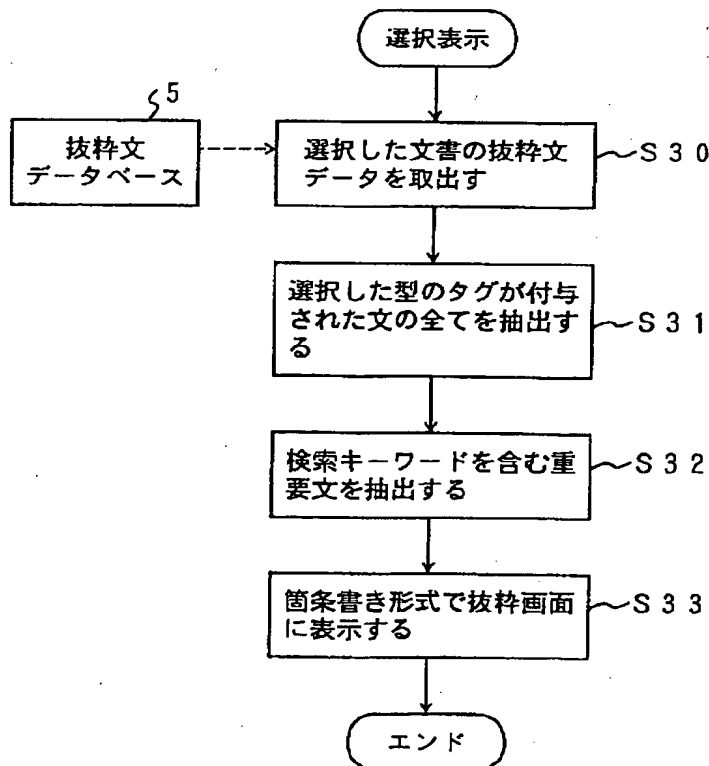 選択表示
5
抜粋文
データベース
選択した文書の抜粋文
データを取出す
S30
選択した型のタグが付与
された文の全てを抽出す
る
S31
検索キーワードを含む重
要文を抽出する
S32
箇条書き形式で抜粋画面
に表示する
S33
エンド